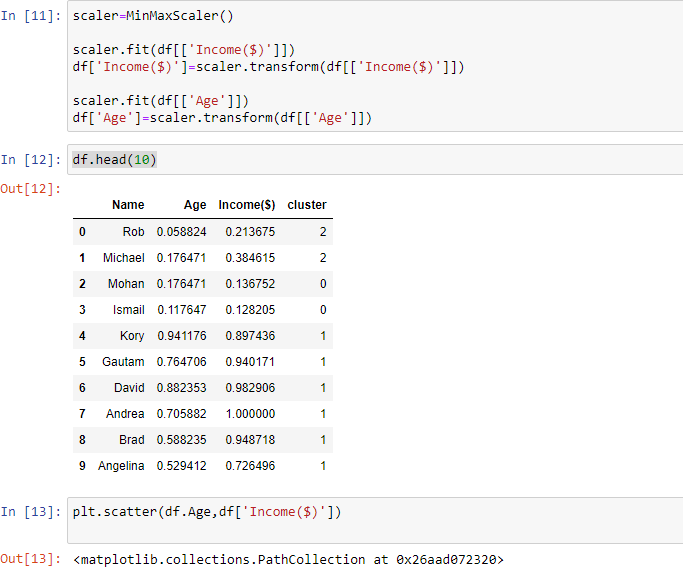 In [11]: scaler=MinMaxScaler()
scaler.fit(df[['Income($)']])
df['Income($)']=scaler.transform(df[['Income($)']])
scaler.fit(df[['Age']])
df['Age']=scaler.transform(df[['Age']])
In [12]: df.head(10)
Out[12]:
Name Age Income($) cluster
0 Rob 0.058824 0.213675 2
1 Michael 0.176471 0.384615 2
2 Mohan 0.176471 0.136752 0
3 Ismail 0.117647 0.128205 0
4 Kory 0.941176 0.897436 1
5 Gautam 0.764706 0.940171 1
6 David 0.882353 0.982906 1
7 Andrea 0.705882 1.000000 1
8 Brad 0.588235 0.948718 1
9 Angelina 0.529412 0.726496 1
In [13]: plt.scatter(df.Age,df['Income($)'])
Out[13]: <matplotlib.collections.PathCollection at 0x26aad072320>